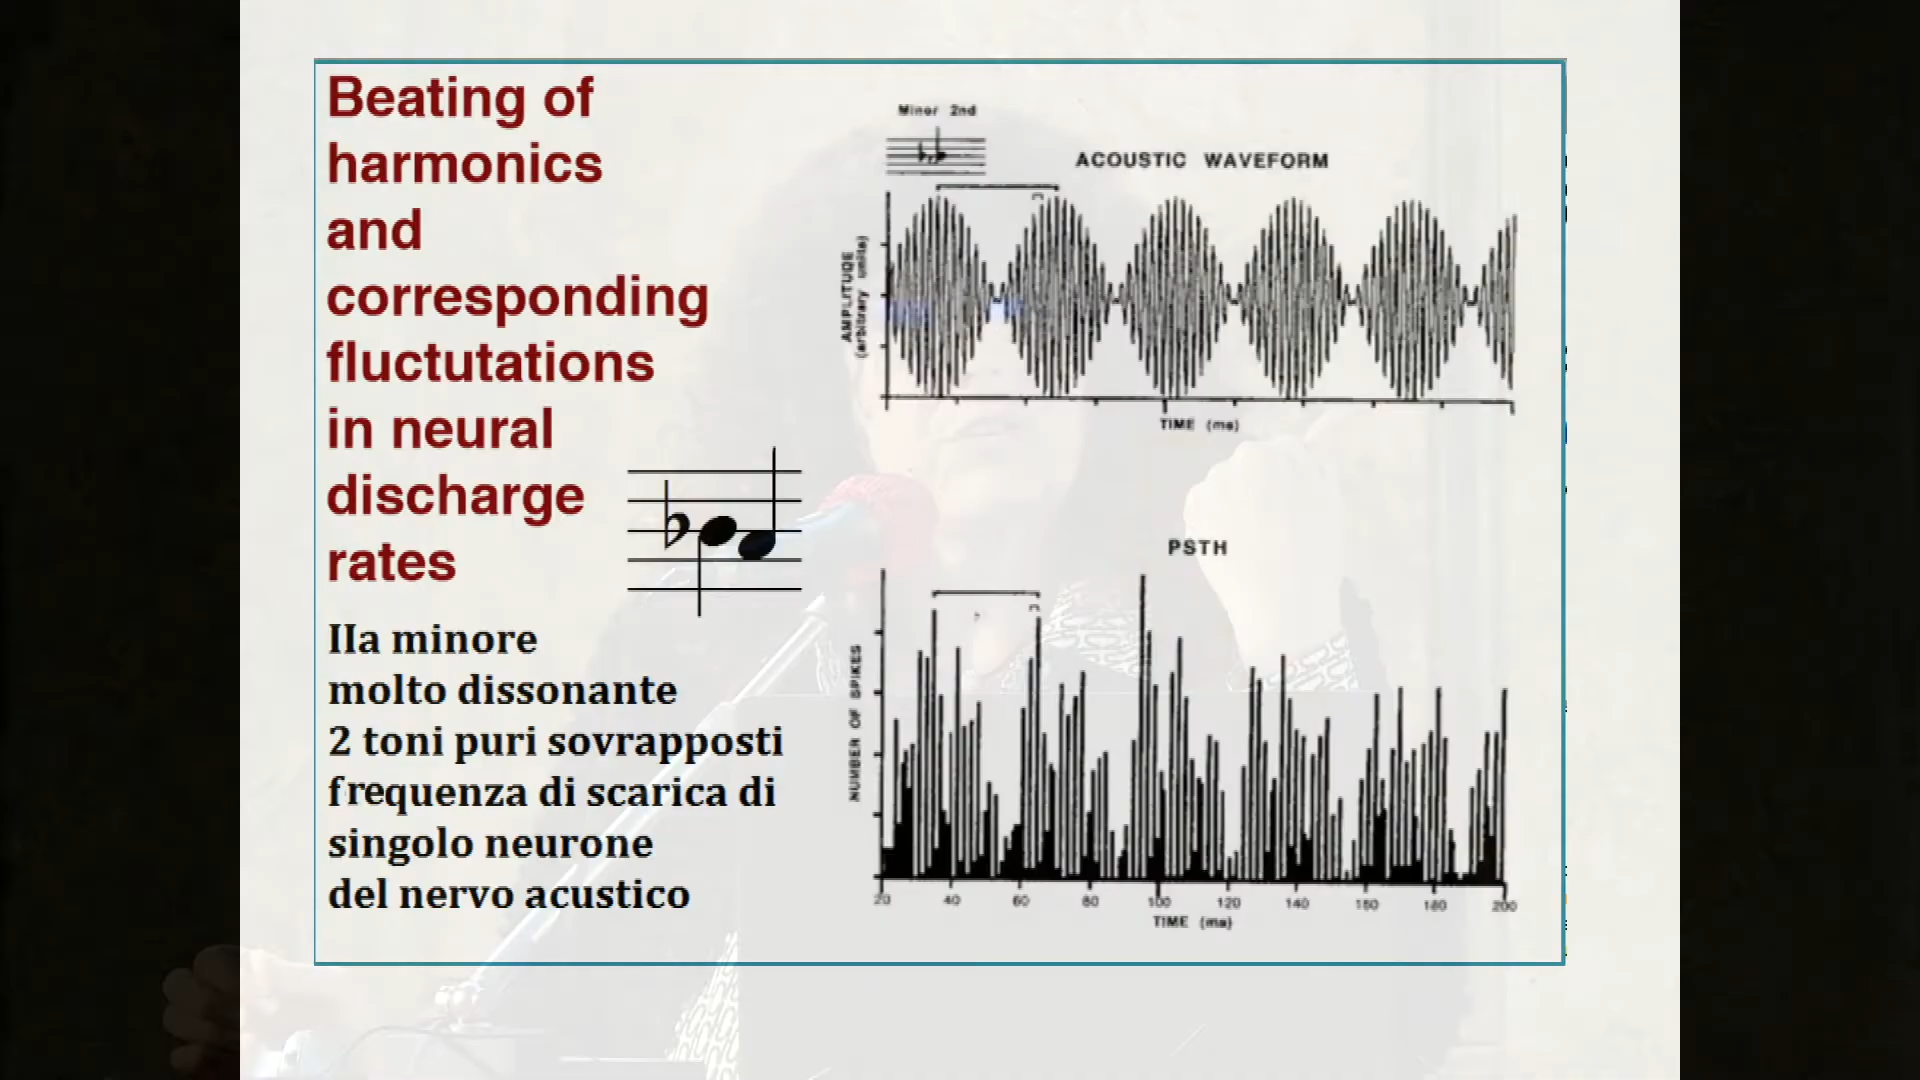 Beating of
harmonics
and
corresponding
fluctutations
in neural
discharge
rates
IIa minore
molto dissonante
2 toni puri sovrapposti
frequenza di scarica di
singolo neurone
del nervo acustico
Minor 2nd
ACOUSTIC WAVEFORM
AMPLITUDE
(arbitrary units)
TIME (ms)
PSTH
NUMBER OF SPIKES
20 40 60 80 100 120 140 160 180 200
TIME (ms)